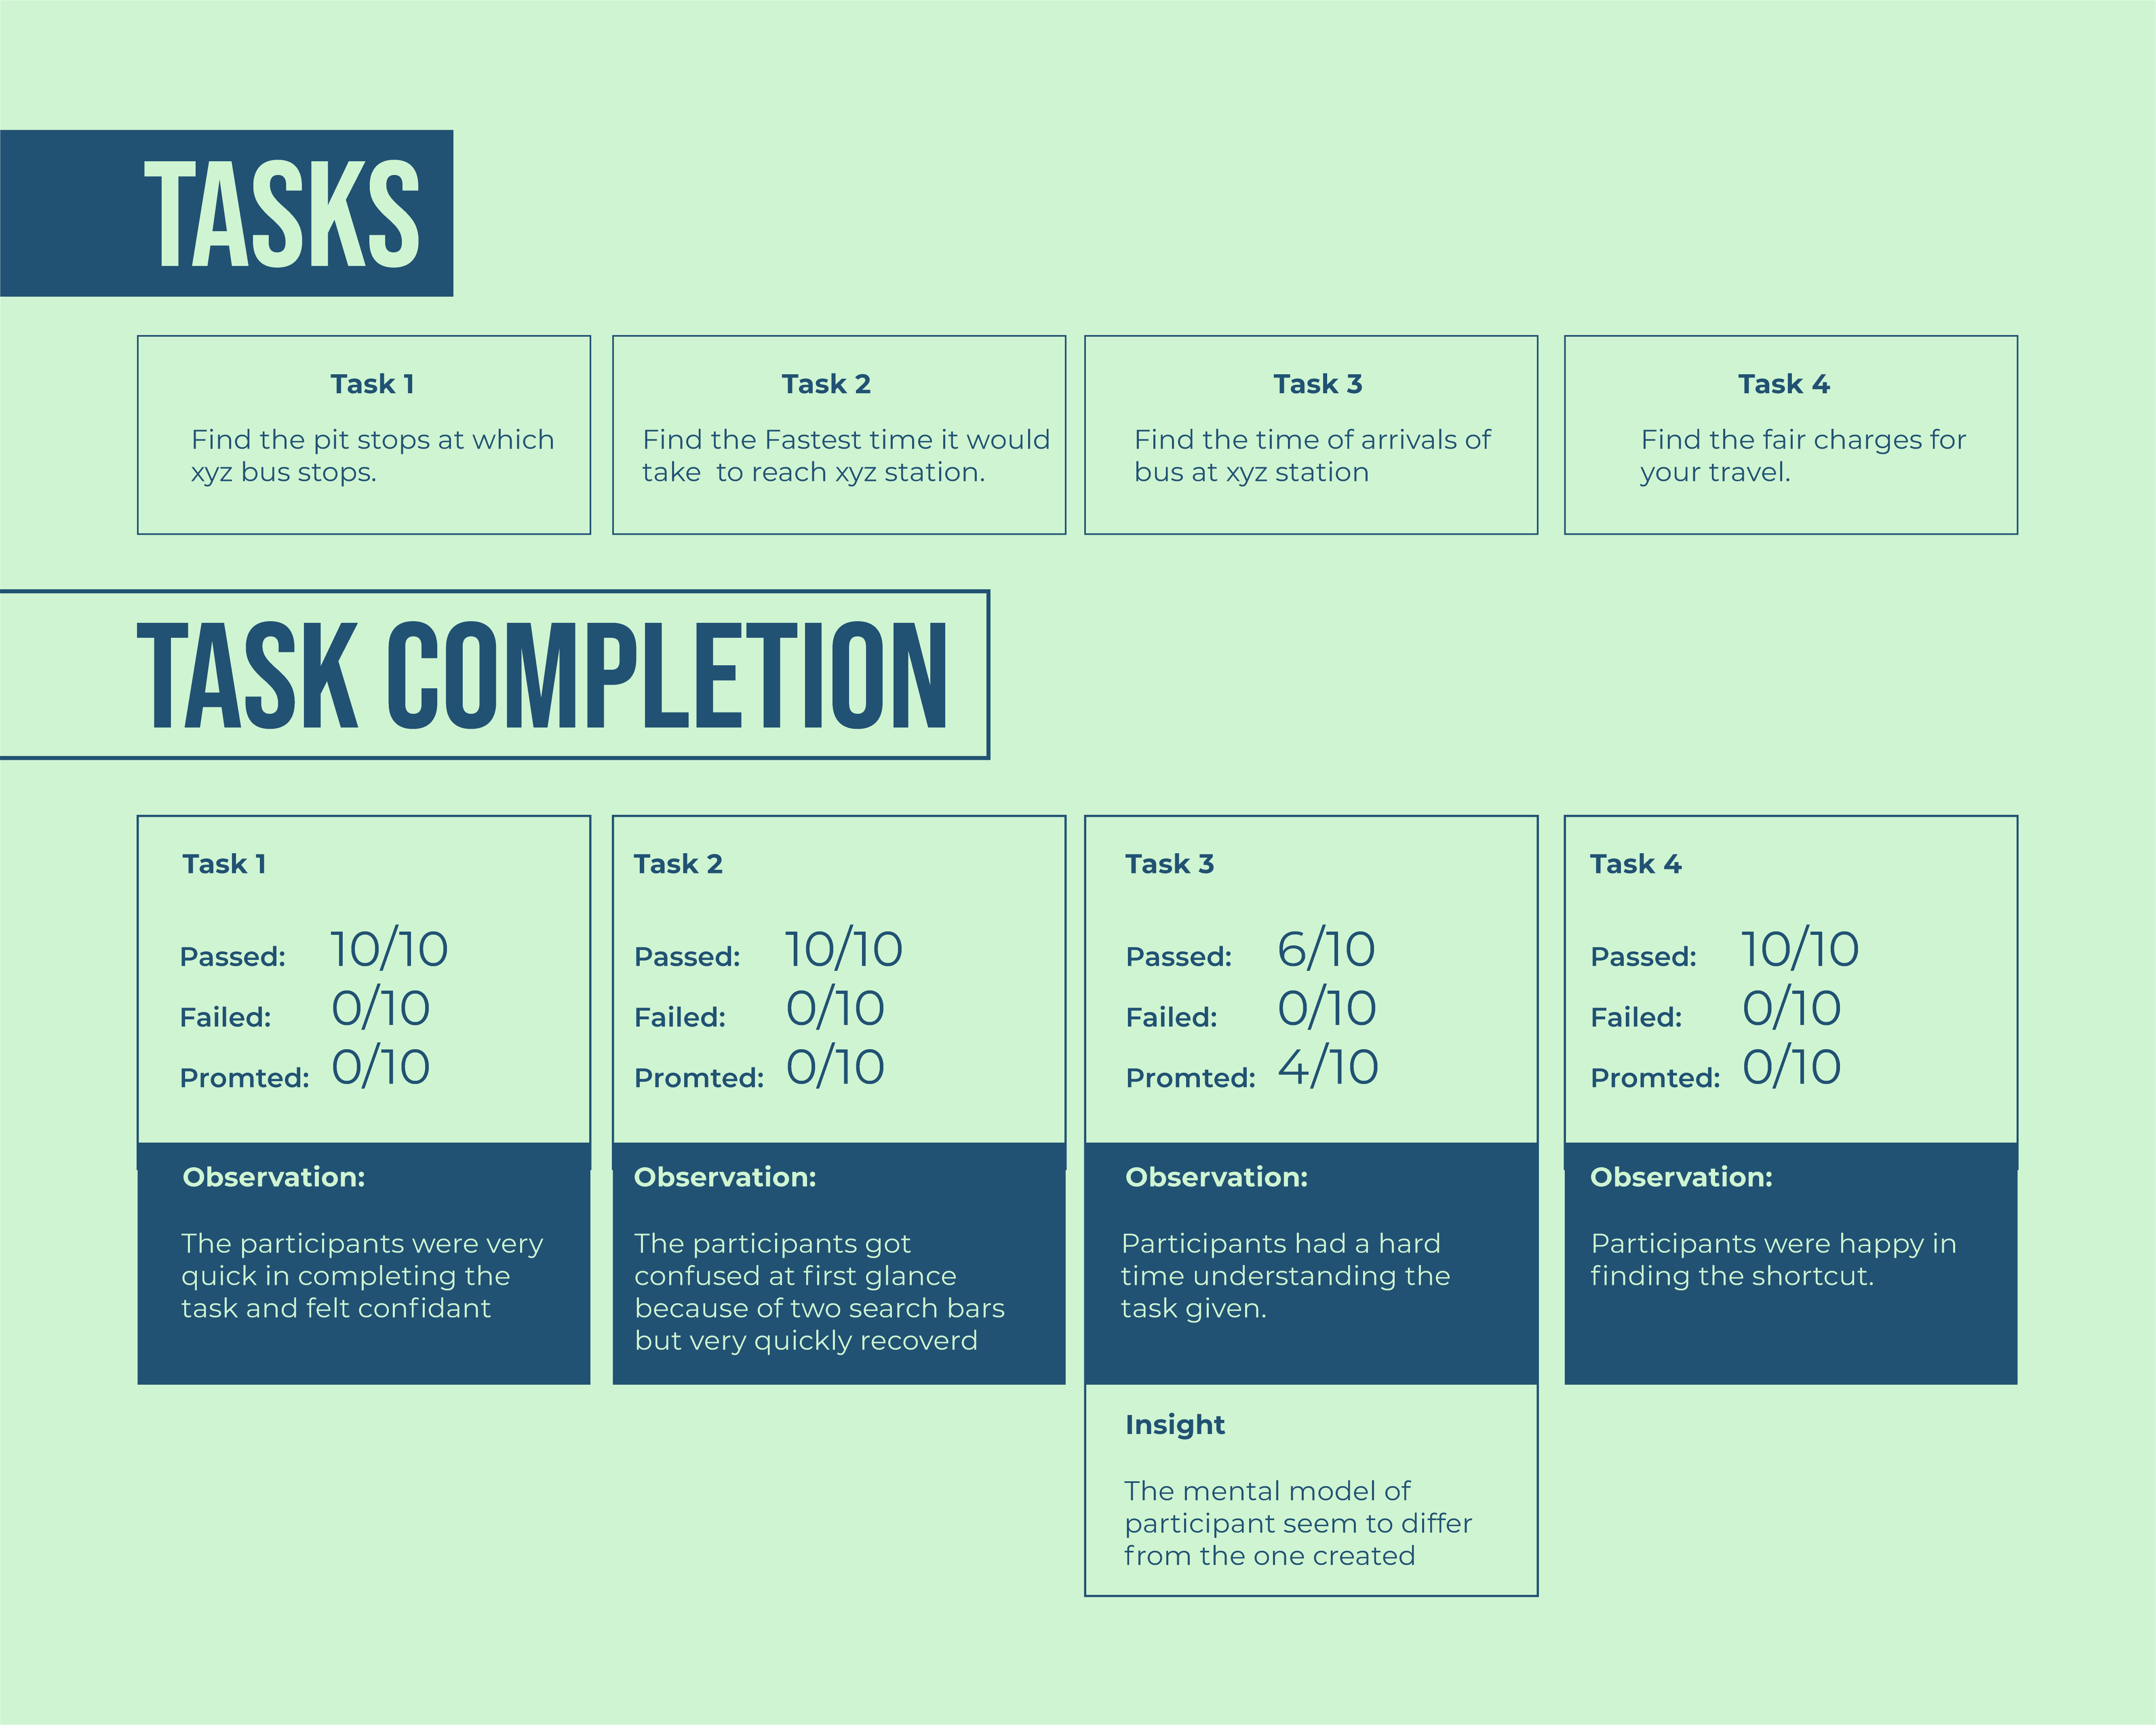 TASKS
Task 1
Find the pit stops at which
xyz bus stops.
Task 2
Find the Fastest time it would
take  to reach xyz station.
Task 3
Find the time of arrivals of
bus at xyz station
Task 4
Find the fair charges for
your travel.
TASK COMPLETION
Task 1
Passed: 10/10
Failed: 0/10
Promted: 0/10
Observation:
The participants were very
quick in completing the
task and felt confidant
Task 2
Passed: 10/10
Failed: 0/10
Promted: 0/10
Observation:
The participants got
confused at first glance
because of two search bars
but very quickly recoverd
Task 3
Passed: 6/10
Failed: 0/10
Promted: 4/10
Observation:
Participants had a hard
time understanding the
task given.
Insight
The mental model of
participant seem to differ
from the one created
Task 4
Passed: 10/10
Failed: 0/10
Promted: 0/10
Observation:
Participants were happy in
finding the shortcut.